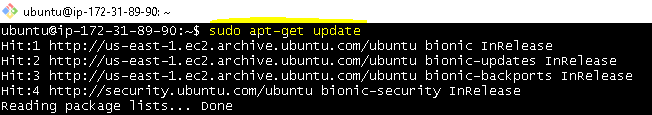 ubuntu@ip-172-31-89-90: ~
ubuntu@ip-172-31-89-90:~$ sudo apt-get update
Hit:1 http://us-east-1.ec2.archive.ubuntu.com/ubuntu bionic InRelease
Hit:2 http://us-east-1.ec2.archive.ubuntu.com/ubuntu bionic-updates InRelease
Hit:3 http://us-east-1.ec2.archive.ubuntu.com/ubuntu bionic-backports InRelease
Hit:4 http://security.ubuntu.com/ubuntu bionic-security InRelease
Reading package lists... Done